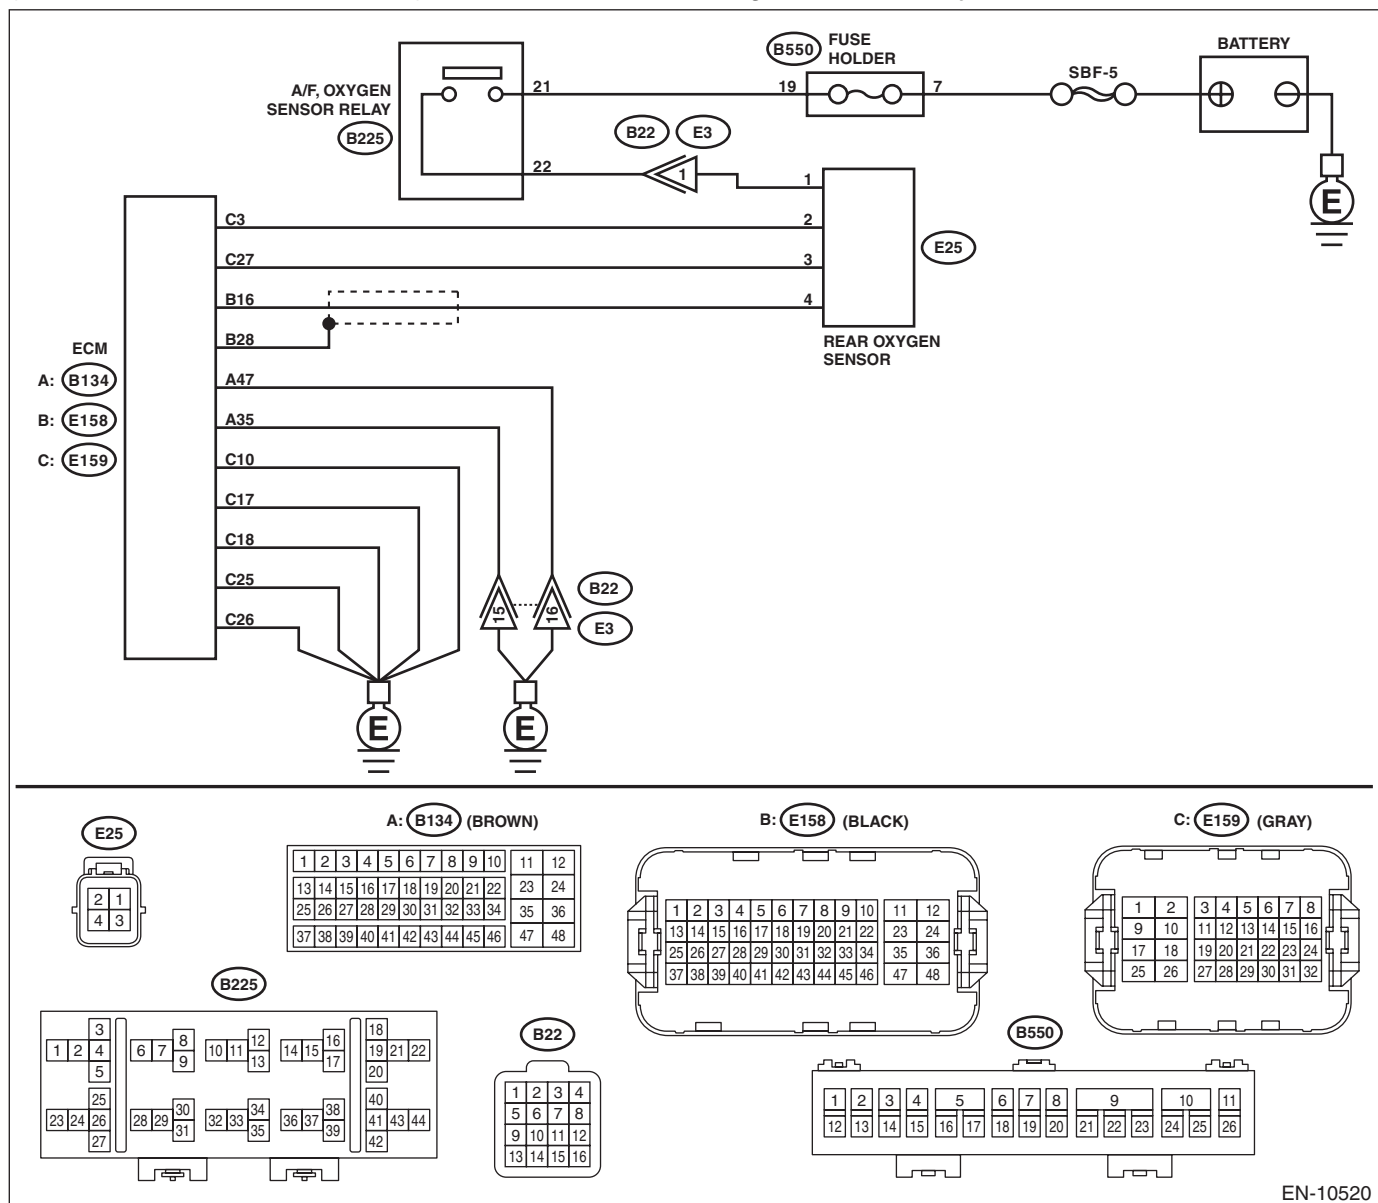 B550
FUSE
HOLDER
BATTERY
A/F, OXYGEN
SENSOR RELAY
B225
21
19
7
SBF-5
B22
E3
22
1
1
C3
2
C27
3
E25
B16
4
B28
REAR OXYGEN
SENSOR
ECM
A: B134
B: E158
C: E159
A47
A35
C10
C17
C18
C25
C26
15
16
B22
E3
E
E
E
E25
2 1
4 3
A: B134 (BROWN)
1 2 3 4 5 6 7 8 9 10 11 12
13 14 15 16 17 18 19 20 21 22 23 24
25 26 27 28 29 30 31 32 33 34 35 36
37 38 39 40 41 42 43 44 45 46 47 48
B: E158 (BLACK)
1 2 3 4 5 6 7 8 9 10 11 12
13 14 15 16 17 18 19 20 21 22 23 24
25 26 27 28 29 30 31 32 33 34 35 36
37 38 39 40 41 42 43 44 45 46 47 48
C: E159 (GRAY)
1 2 3 4 5 6 7 8
9 10 11 12 13 14 15 16
17 18 19 20 21 22 23 24
25 26 27 28 29 30 31 32
B225
3 8 12 16 18
1 2 4 6 7 9 10 11 13 14 15 17 19 21 22
5 20
25 30 34 38 40
23 24 26 28 29 31 32 33 35 36 37 39 41 43 44
27 42
B22
1 2 3 4
5 6 7 8
9 10 11 12
13 14 15 16
B550
1 2 3 4 5 6 7 8 9 10 11
12 13 14 15 16 17 18 19 20 21 22 23 24 25 26
EN-10520